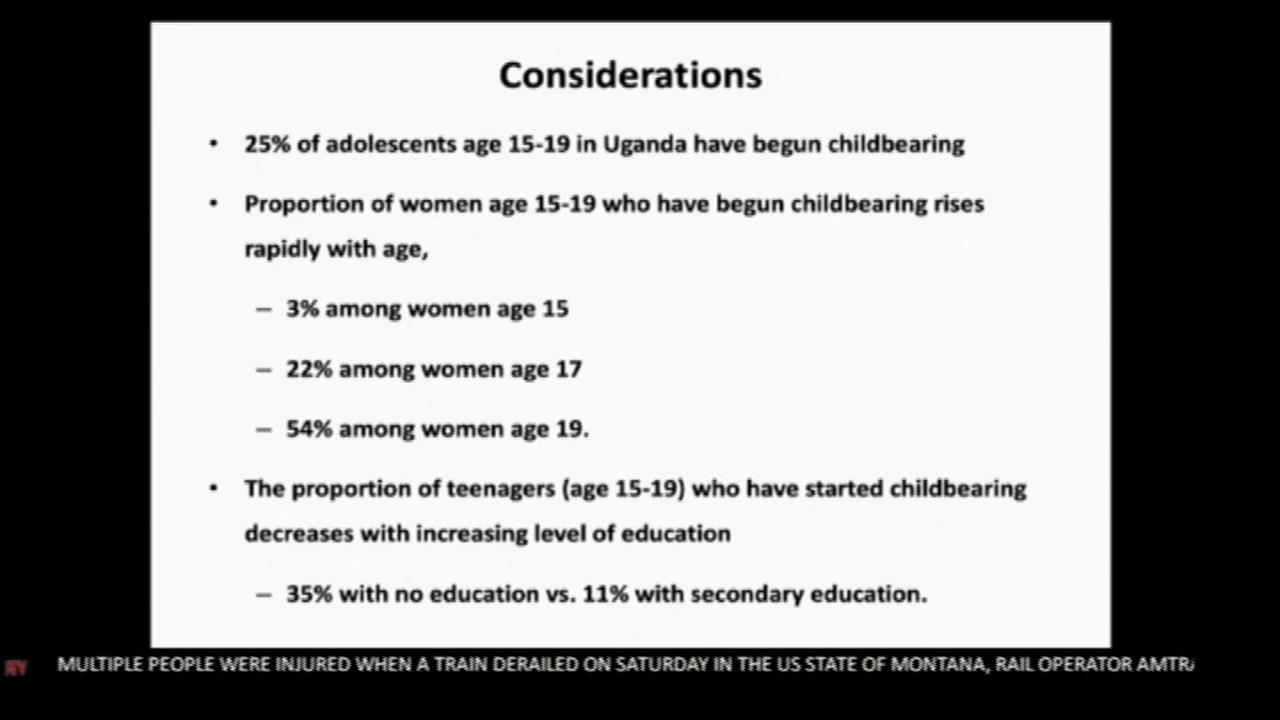 Considerations
• 25% of adolescents age 15-19 in Uganda have begun childbearing
• Proportion of women age 15-19 who have begun childbearing rises
rapidly with age,
– 3% among women age 15
– 22% among women age 17
– 54% among women age 19.
• The proportion of teenagers (age 15-19) who have started childbearing
decreases with increasing level of education
– 35% with no education vs. 11% with secondary education.
MULTIPLE PEOPLE WERE INJURED WHEN A TRAIN DERAILED ON SATURDAY IN THE US STATE OF MONTANA, RAIL OPERATOR